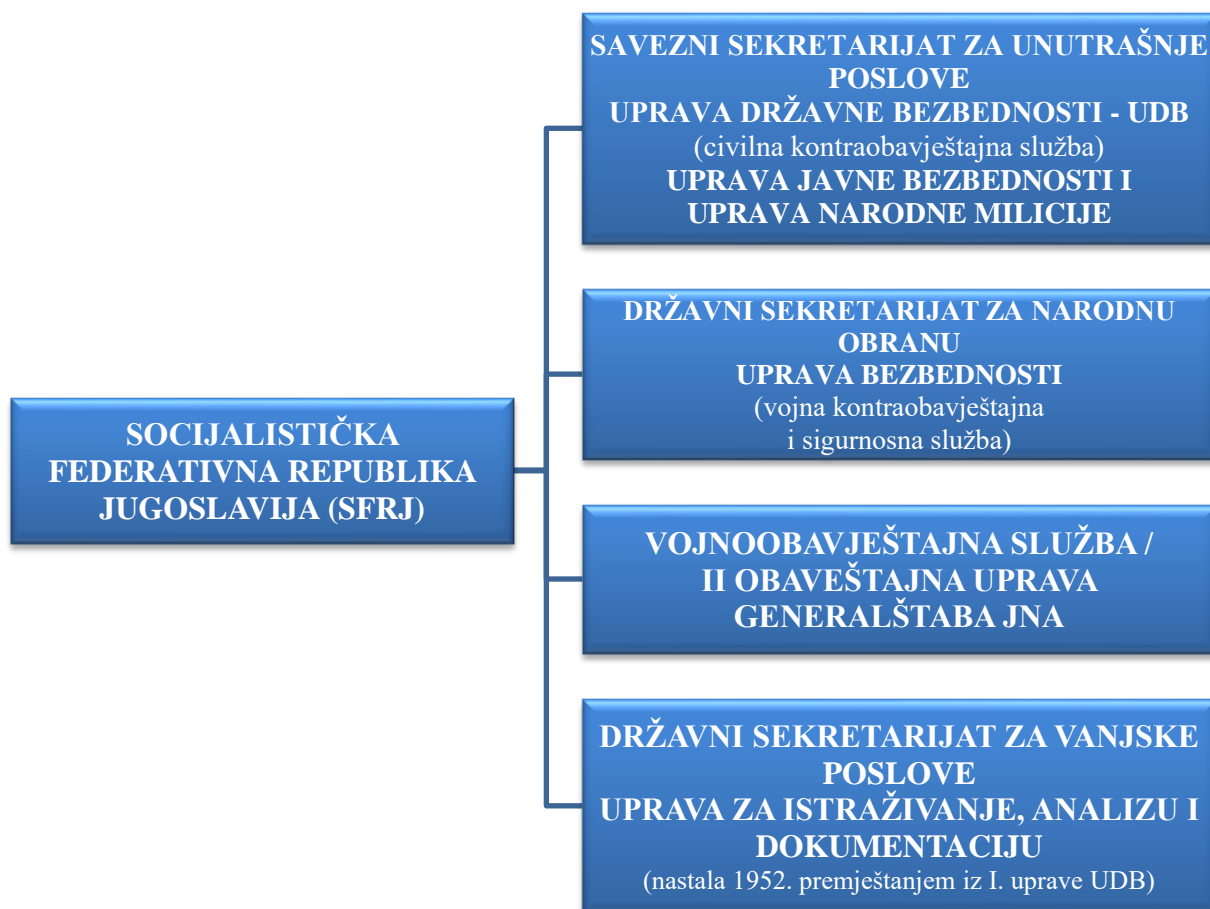 SOCIJALISTIČKA
FEDERATIVNA REPUBLIKA
JUGOSLAVIJA (SFRJ)
SAVEZNI SEKRETARIJAT ZA UNUTRAŠNJE
POSLOVE
UPRAVA DRŽAVNE BEZBEDNOSTI - UDB
(civilna kontraobavještajna služba)
UPRAVA JAVNE BEZBEDNOSTI I
UPRAVA NARODNE MILICIJE
DRŽAVNI SEKRETARIJAT ZA NARODNU
OBRANU
UPRAVA BEZBEDNOSTI
(vojna kontraobavještajna
i sigurnosna služba)
VOJNOOBAVJEŠTAJNA SLUŽBA /
II OBAVEŠTAJNA UPRAVA
GENERALŠTABA JNA
DRŽAVNI SEKRETARIJAT ZA VANJSKE
POSLOVE
UPRAVA ZA ISTRAŽIVANJE, ANALIZU I
DOKUMENTACIJU
(nastala 1952. premještanjem iz I. uprave UDB)